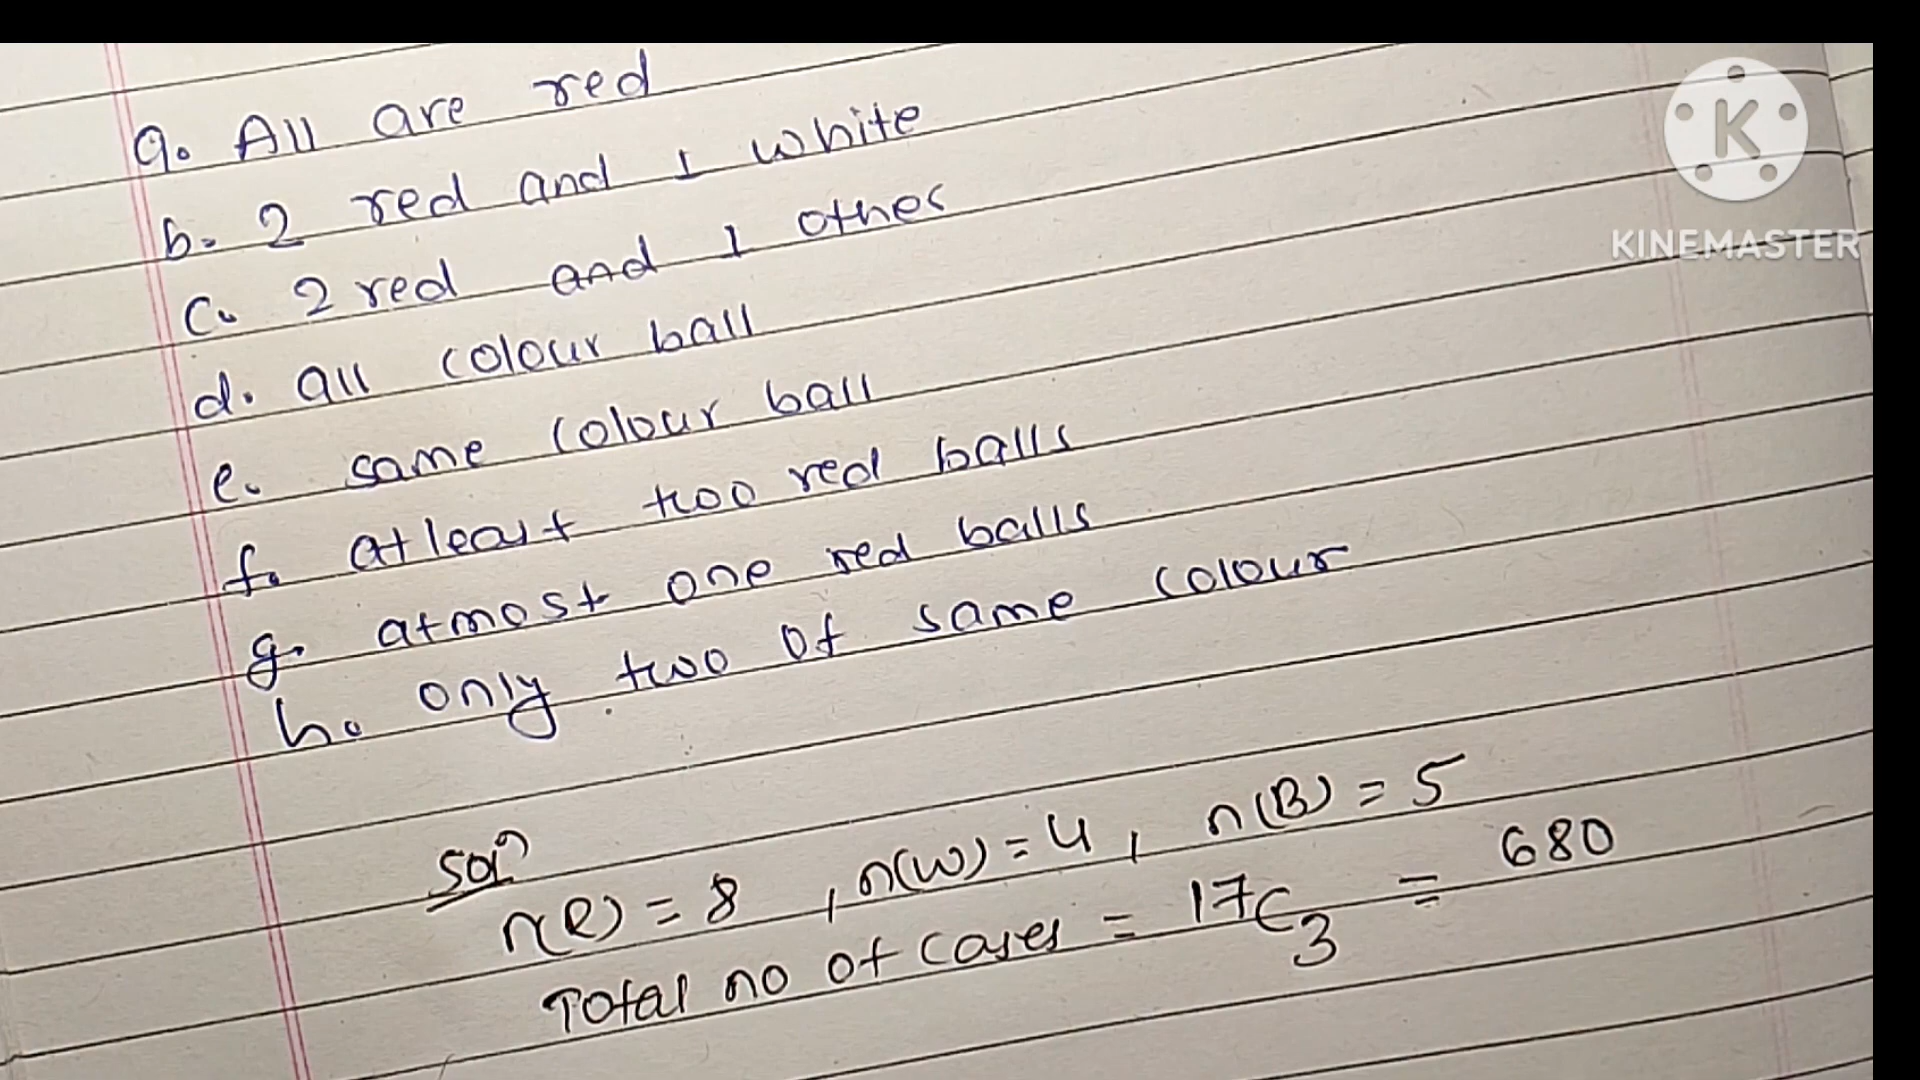 a. All are red
b. 2 red and 1 white
c. 2 red and 1 other
d. all colour ball
e. same colour ball
f. atleast two red balls
g. atmost one red balls
h. only two of same colour
Solⁿ
n(R) = 8, n(W) = 4, n(B) = 5
Total no of cases = 17C₃ = 680
K
KINEMASTER